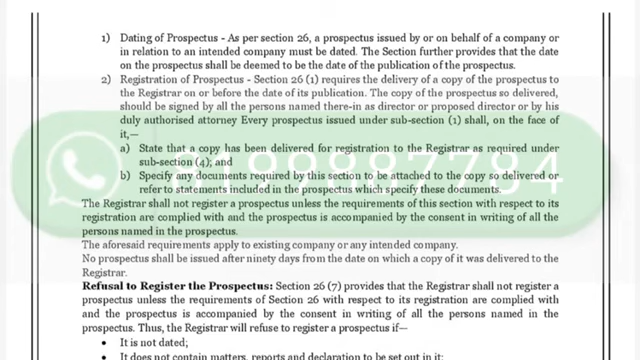 1) Dating of Prospectus - As per section 26, a prospectus issued by or on behalf of a company or
in relation to an intended company must be dated. The Section further provides that the date
on the prospectus shall be deemed to be the date of the publication of the prospectus.
2) Registration of Prospectus - Section 26 (1) requires the delivery of a copy of the prospectus to
the Registrar on or before the date of its publication. The copy of the prospectus so delivered,
should be signed by all the persons named there-in as director or proposed director or by his
duly authorised attorney Every prospectus issued under sub-section (1) shall, on the face of
it,—
a) State that a copy has been delivered for registration to the Registrar as required under
sub-section (4); and
b) Specify any documents required by this section to be attached to the copy so delivered or
refer to statements included in the prospectus which specify these documents.
The Registrar shall not register a prospectus unless the requirements of this section with respect to its
registration are complied with and the prospectus is accompanied by the consent in writing of all the
persons named in the prospectus.
The aforesaid requirements apply to existing company or any intended company.
No prospectus shall be issued after ninety days from the date on which a copy of it was delivered to the
Registrar.
Refusal to Register the Prospectus: Section 26 (7) provides that the Registrar shall not register a
prospectus unless the requirements of Section 26 with respect to its registration are complied with
and the prospectus is accompanied by the consent in writing of all the persons named in the
prospectus. Thus, the Registrar will refuse to register a prospectus if—
• It is not dated;
• It does not contain matters, reports and declaration to be set out in it;